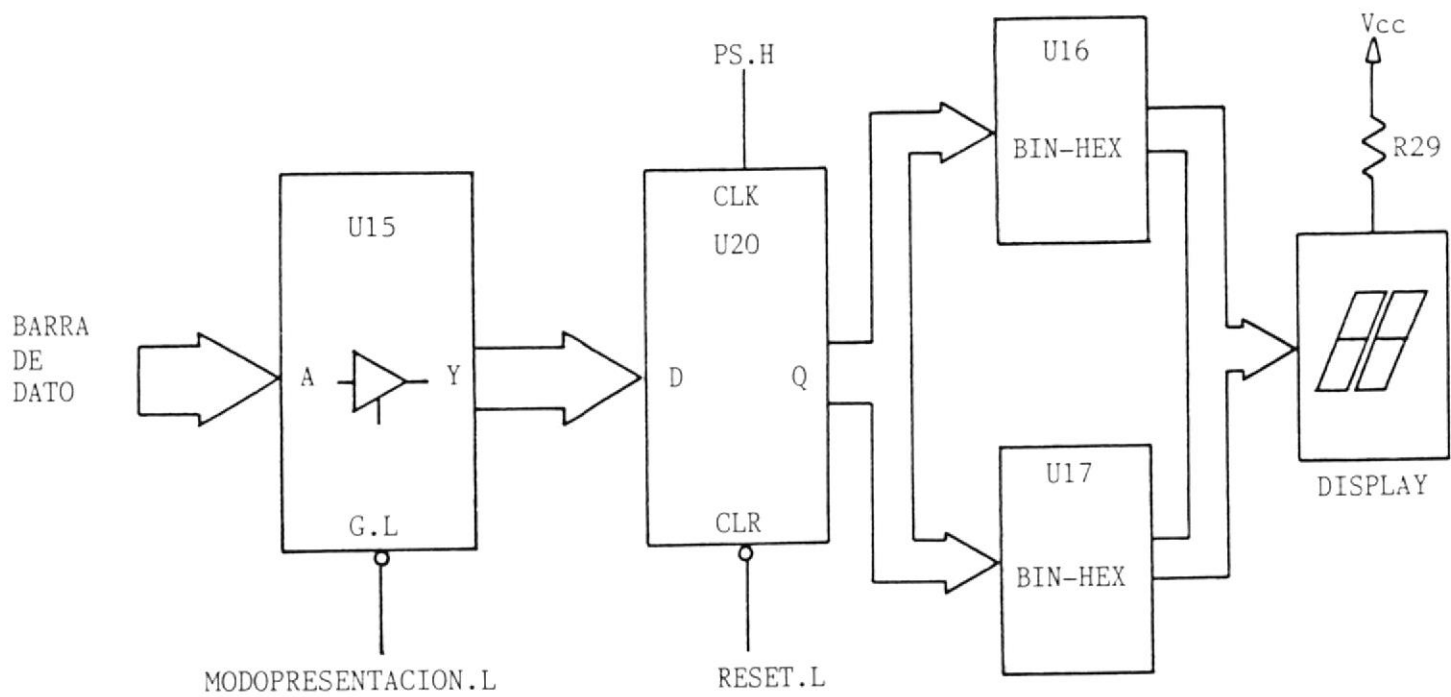 BARRA
DE
DATO
U15
A
Y
G.L
MODOPRESENTACION.L
PS.H
CLK
U20
D
Q
CLR
RESET.L
U16
BIN-HEX
U17
BIN-HEX
Vcc
R29
DISPLAY